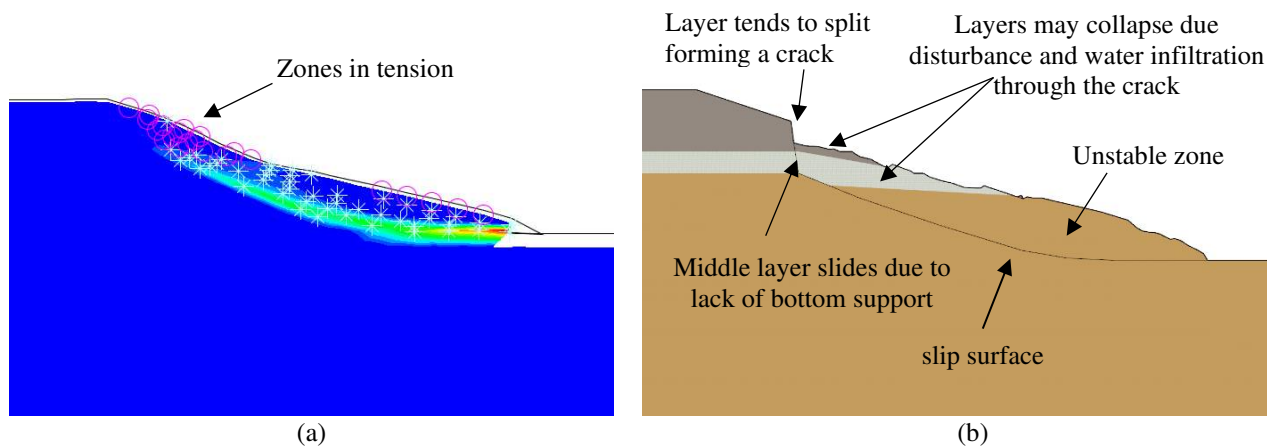 Zones in tension
(a)
Layer tends to split
forming a crack
Layers may collapse due
disturbance and water infiltration
through the crack
Unstable zone
Middle layer slides due to
lack of bottom support
slip surface
(b)